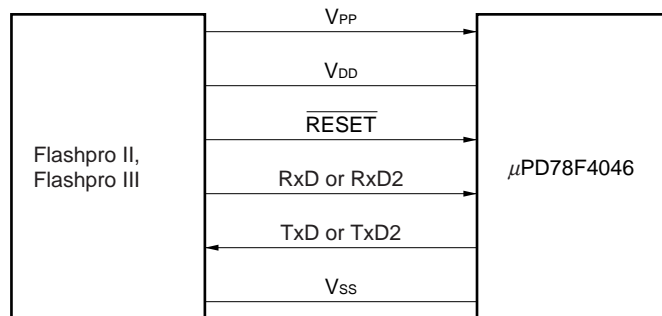 VPP
VDD
RESET
Flashpro II,
Flashpro III
RxD or RxD2
μPD78F4046
TxD or TxD2
VSS